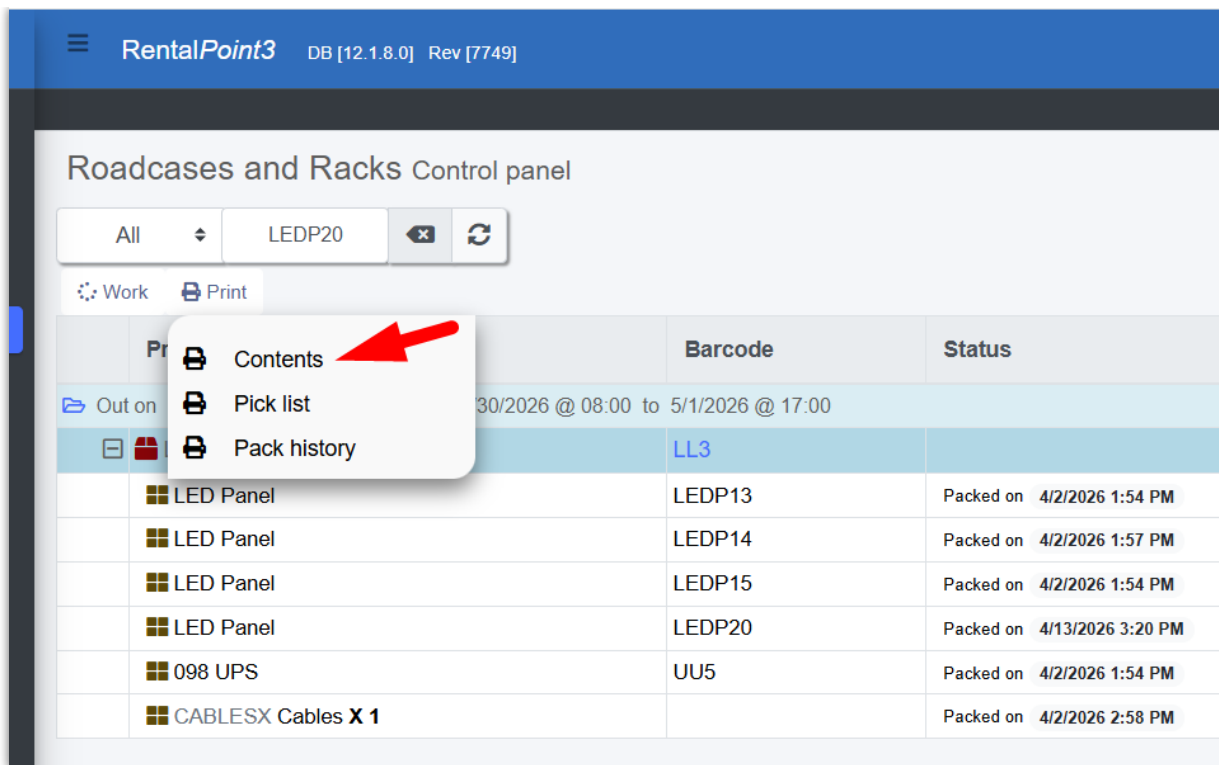 RentalPoint3 DB [12.1.8.0] Rev [7749]
Roadcases and Racks Control panel
All LEDP20
Work Print
Contents
Pick list
Pack history
Barcode Status
Out on /30/2026 @ 08:00 to 5/1/2026 @ 17:00
LL3
LED Panel LEDP13 Packed on 4/2/2026 1:54 PM
LED Panel LEDP14 Packed on 4/2/2026 1:57 PM
LED Panel LEDP15 Packed on 4/2/2026 1:54 PM
LED Panel LEDP20 Packed on 4/13/2026 3:20 PM
098 UPS UU5 Packed on 4/2/2026 1:54 PM
CABLESX Cables X 1 Packed on 4/2/2026 2:58 PM